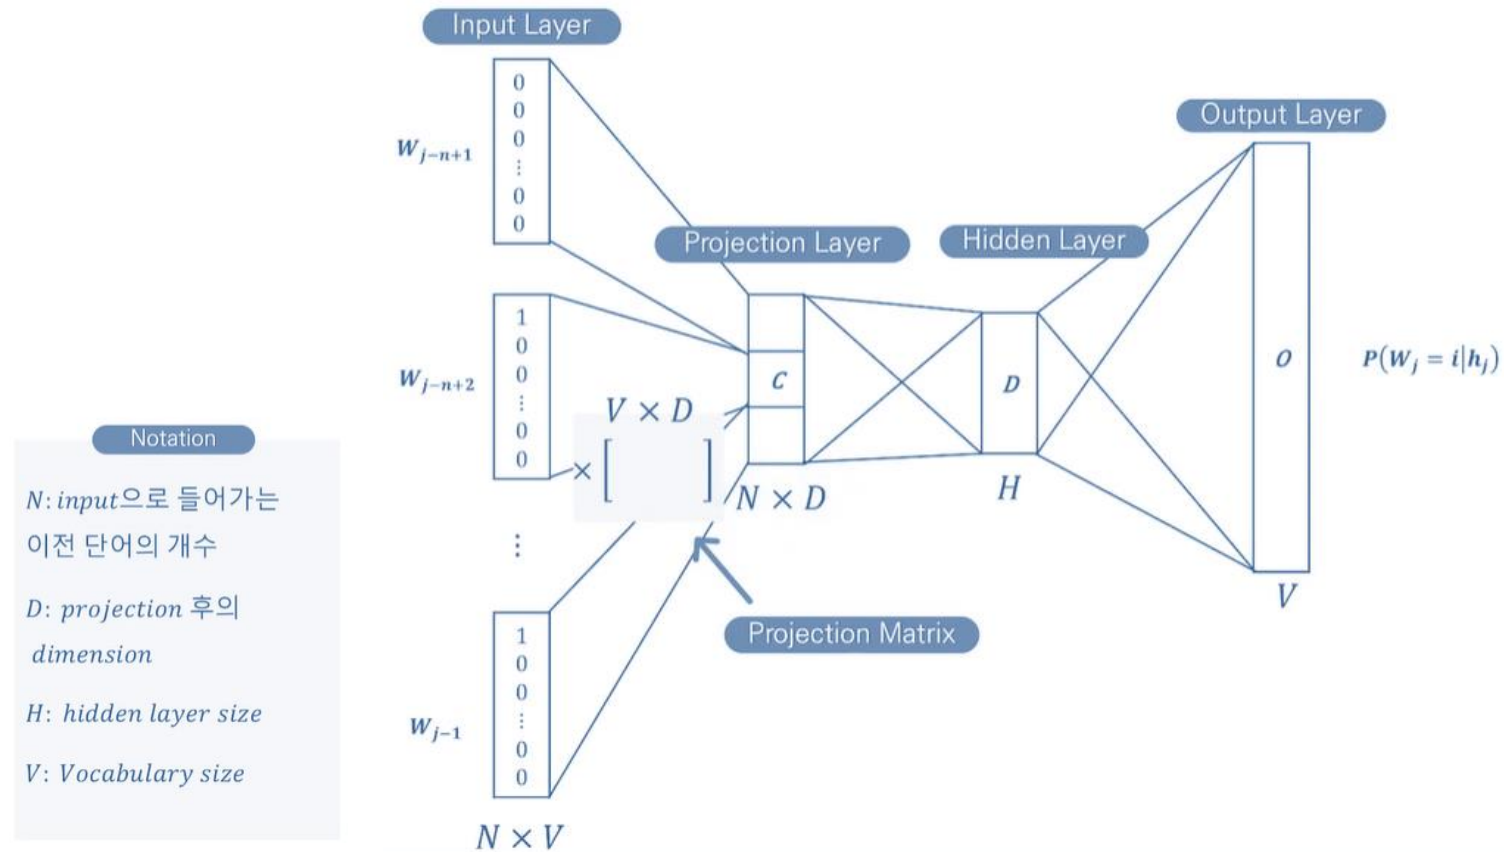 Input Layer
0
0
0
⋮
0
0
W_{j-n+1}
1
0
0
⋮
0
0
W_{j-n+2}
⋮
1
0
0
⋮
0
0
W_{j-1}
N × V
V × D
× [ ]
Projection Matrix
Projection Layer
C
N × D
Hidden Layer
D
H
Output Layer
O
V
P(W_j = i|h_j)
Notation
N: input으로 들어가는
이전 단어의 개수
D: projection 후의
dimension
H: hidden layer size
V: Vocabulary size